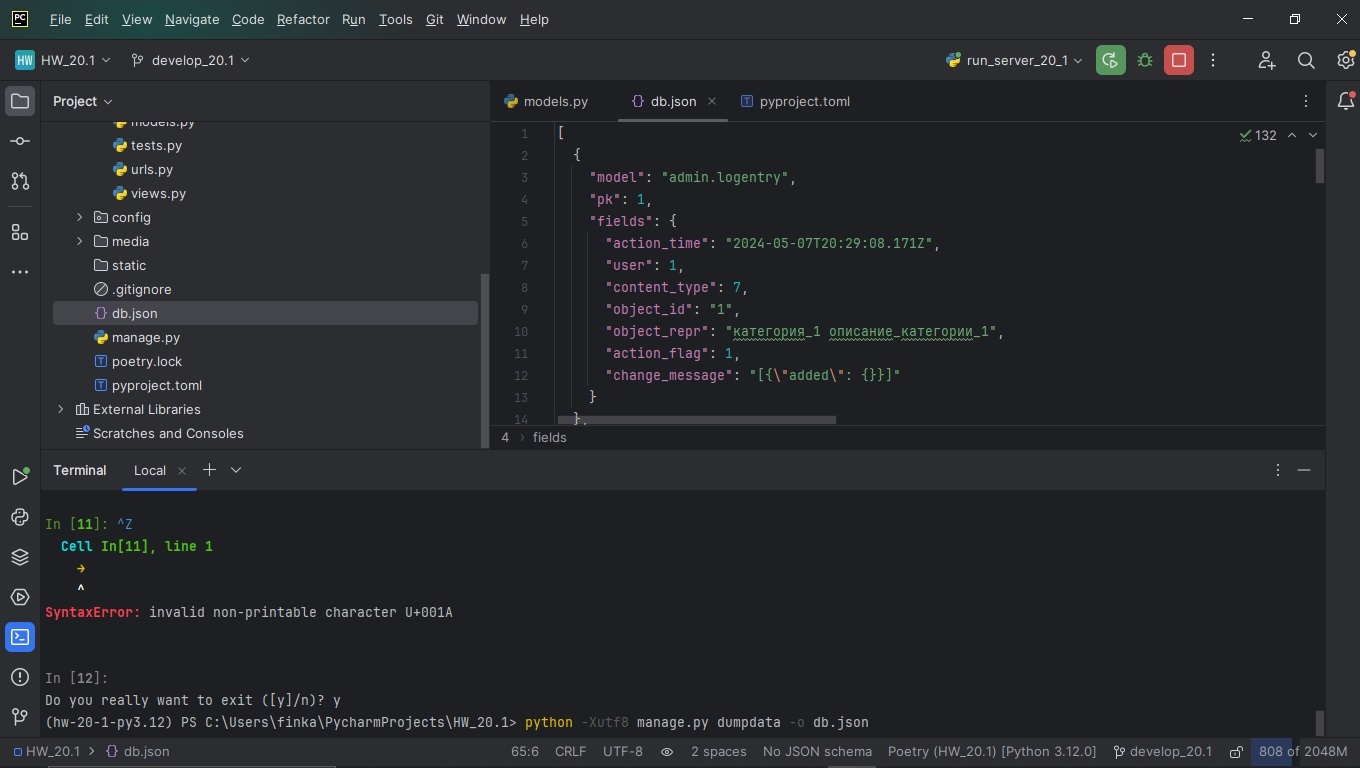 PC File Edit View Navigate Code Refactor Run Tools Git Window Help
HW HW_20.1 develop_20.1 run_server_20_1
Project
models.py
tests.py
urls.py
views.py
config
media
static
.gitignore
db.json
manage.py
poetry.lock
pyproject.toml
External Libraries
Scratches and Consoles
models.py db.json pyproject.toml
132
1 [
2 {
3 "model": "admin.logentry",
4 "pk": 1,
5 "fields": {
6 "action_time": "2024-05-07T20:29:08.171Z",
7 "user": 1,
8 "content_type": 7,
9 "object_id": "1",
10 "object_repr": "категория_1 описание_категории_1",
11 "action_flag": 1,
12 "change_message": "[{\"added\": {}}]"
13 }
14 },
4 › fields
Terminal Local
In [11]: ^Z
Cell In[11], line 1
→
^
SyntaxError: invalid non-printable character U+001A
In [12]:
Do you really want to exit ([y]/n)? y
(hw-20-1-py3.12) PS C:\Users\finka\PycharmProjects\HW_20.1> python -Xutf8 manage.py dumpdata -o db.json
HW_20.1 › db.json 65:6 CRLF UTF-8 2 spaces No JSON schema Poetry (HW_20.1) [Python 3.12.0] develop_20.1 808 of 2048M